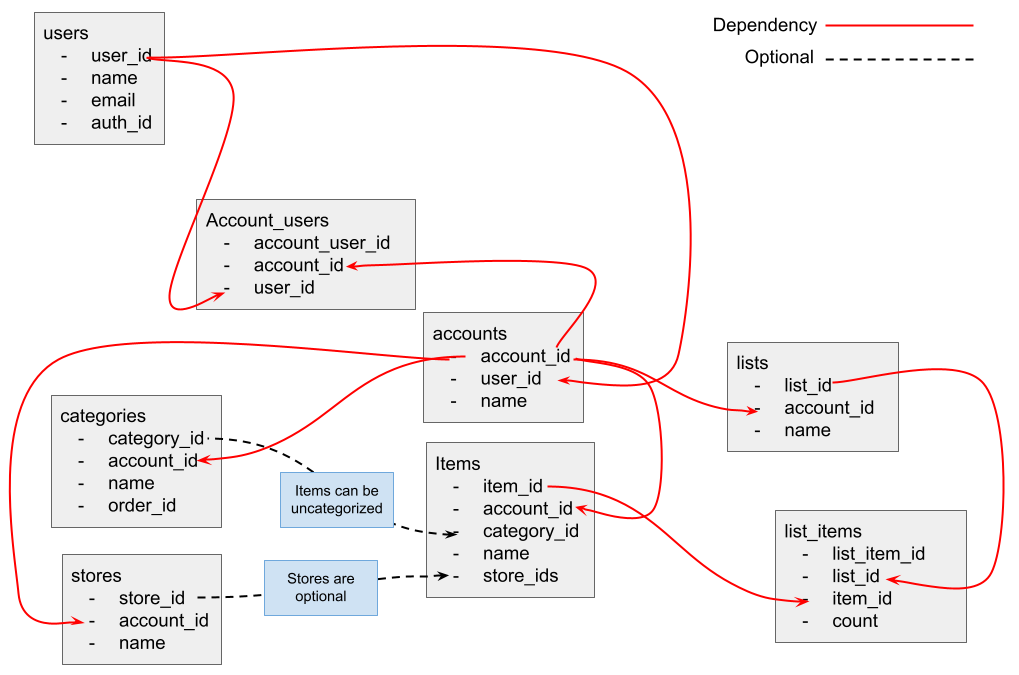 users
- user_id
- name
- email
- auth_id
Dependency
Optional
Account_users
- account_user_id
- account_id
- user_id
accounts
- account_id
- user_id
- name
lists
- list_id
- account_id
- name
categories
- category_id
- account_id
- name
- order_id
Items can be
uncategorized
Items
- item_id
- account_id
- category_id
- name
- store_ids
stores
- store_id
- account_id
- name
Stores are
optional
list_items
- list_item_id
- list_id
- item_id
- count